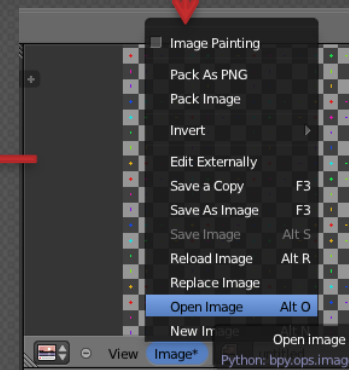 Image Painting
Pack As PNG
Pack Image
Invert
Edit Externally
Save a Copy F3
Save As Image F3
Save Image Alt S
Reload Image Alt R
Replace Image
Open Image Alt O
New Im Alt N
Open image
View Image*
Python: bpy.ops.imag